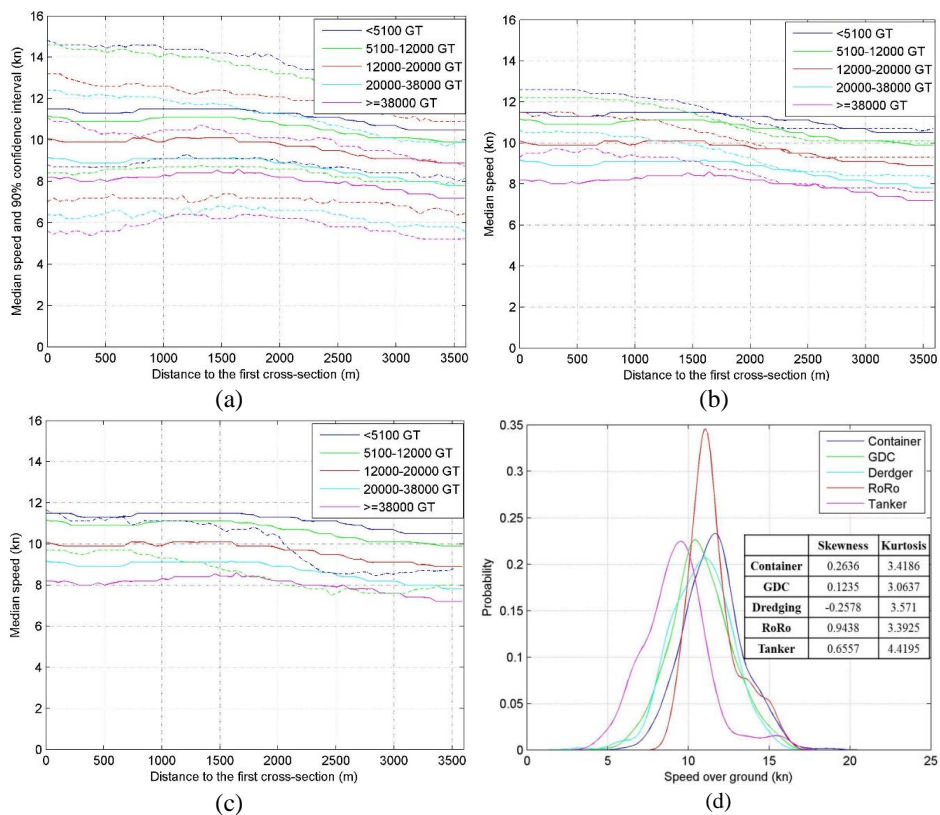 16
14
12
10
8
6
4
2
0
Median speed and 90% confidence interval (kn)
<5100 GT
5100-12000 GT
12000-20000 GT
20000-38000 GT
>=38000 GT
0 500 1000 1500 2000 2500 3000 3500
Distance to the first cross-section (m)
(a)
16
14
12
10
8
6
4
2
0
Median speed (kn)
<5100 GT
5100-12000 GT
12000-20000 GT
20000-38000 GT
>=38000 GT
0 500 1000 1500 2000 2500 3000 3500
Distance to the first cross-section (m)
(b)
16
14
12
10
8
6
4
2
0
Median speed (kn)
<5100 GT
5100-12000 GT
12000-20000 GT
20000-38000 GT
>=38000 GT
0 500 1000 1500 2000 2500 3000 3500
Distance to the first cross-section (m)
(c)
0.35
0.3
0.25
0.2
0.15
0.1
0.05
0
Probability
Container
GDC
Derdger
RoRo
Tanker
Skewness Kurtosis
Container 0.2636 3.4186
GDC 0.1235 3.0637
Dredging -0.2578 3.571
RoRo 0.9438 3.3925
Tanker 0.6557 4.4195
0 5 10 15 20 25
Speed over ground (kn)
(d)